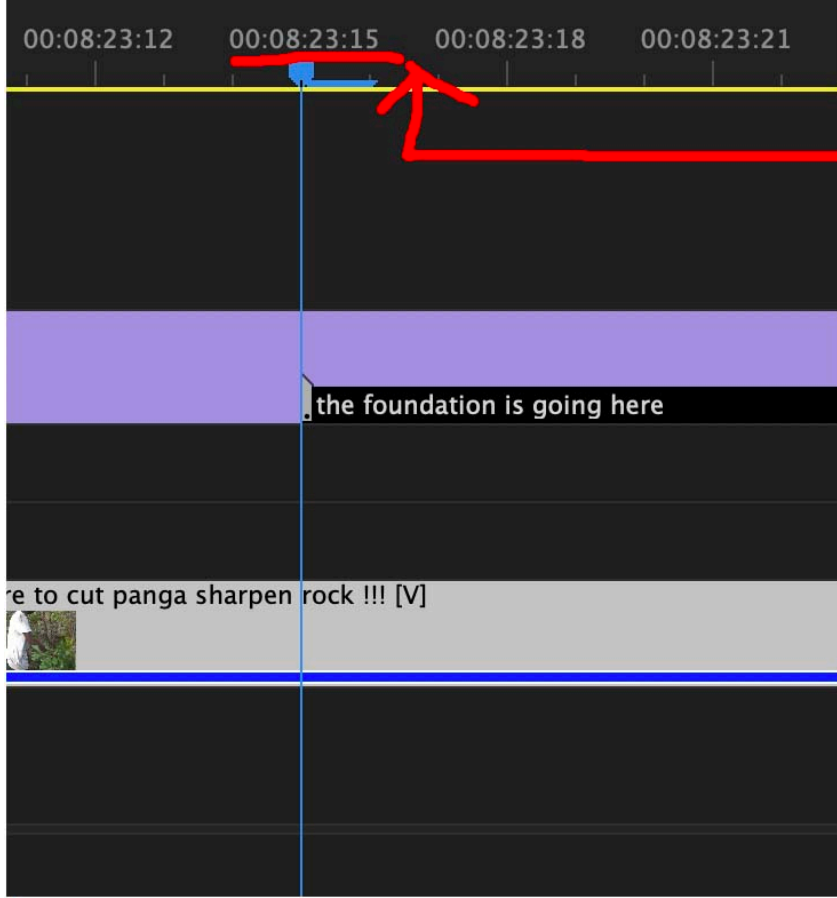 00:08:23:12 00:08:23:15 00:08:23:18 00:08:23:21
the foundation is going here
re to cut panga sharpen rock !!! [V]